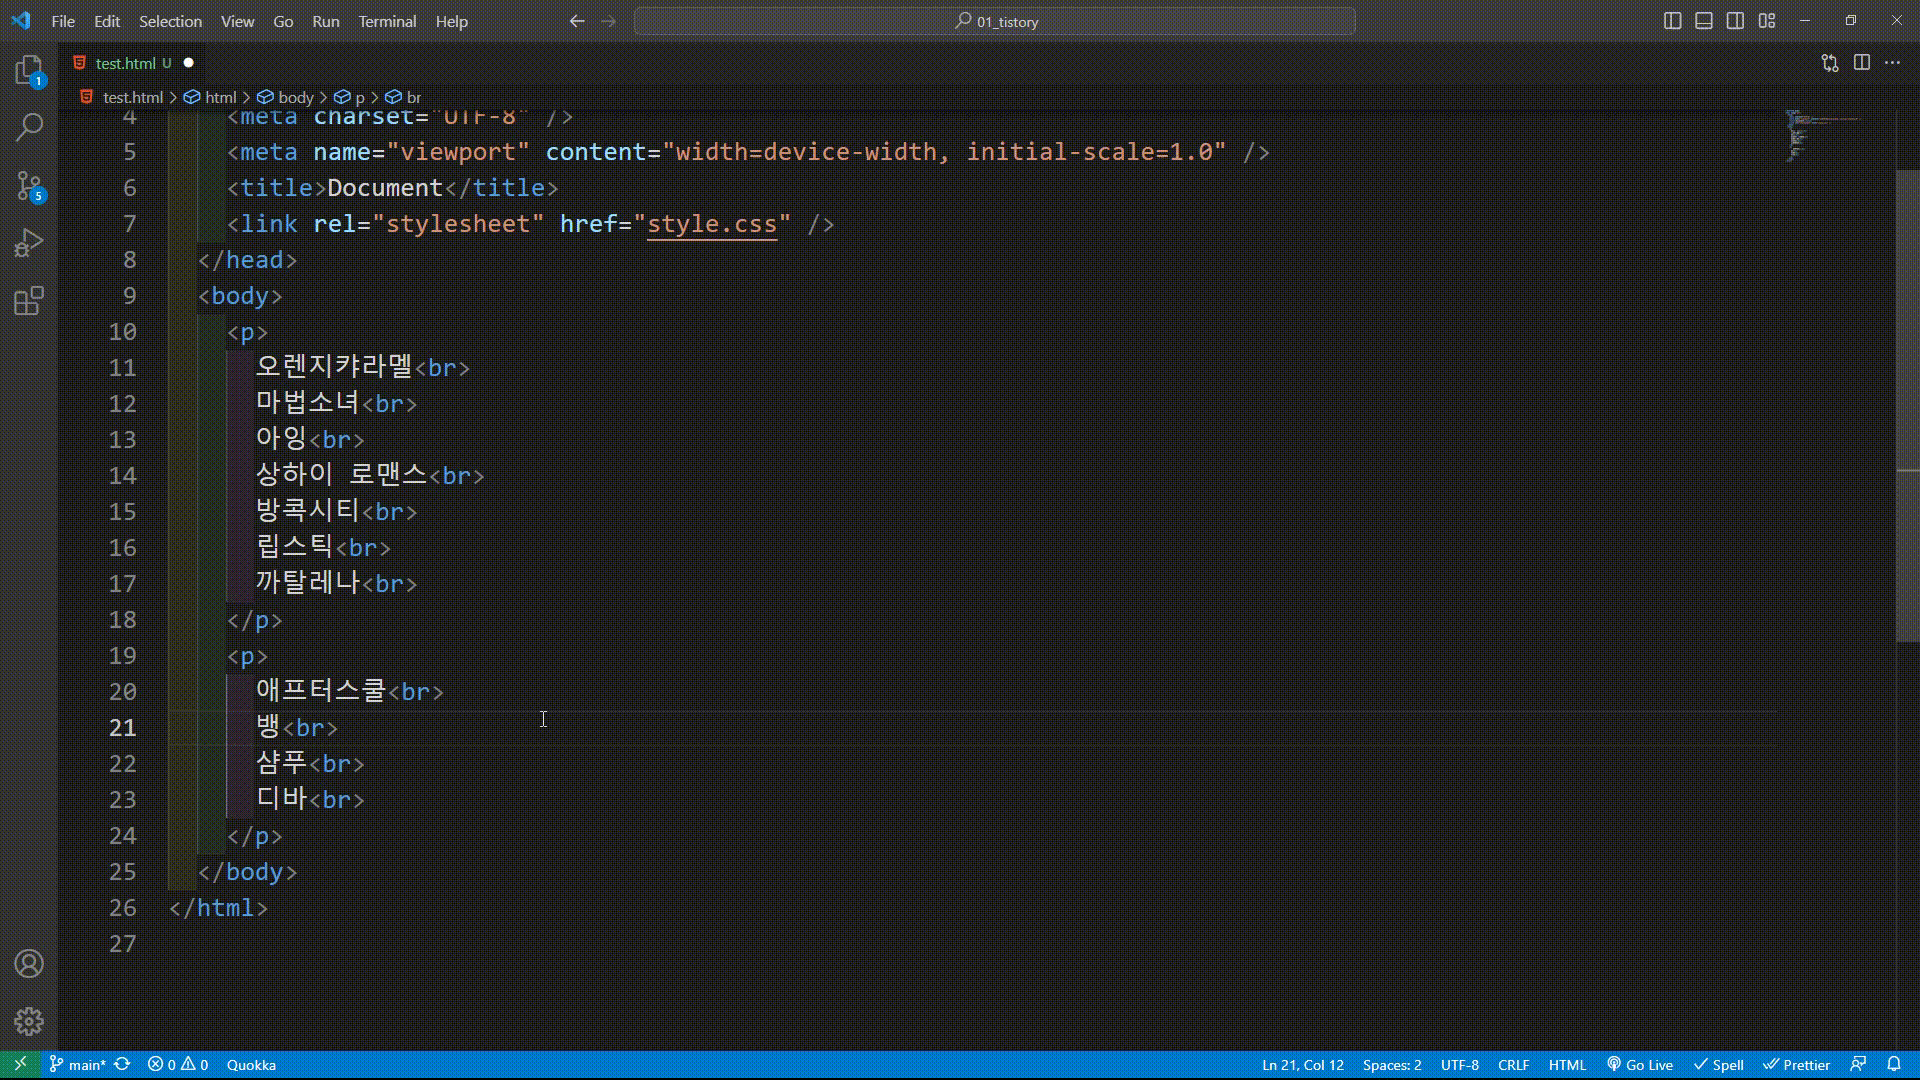 File Edit Selection View Go Run Terminal Help
01_tistory
1
test.html U
test.html > html > body > p > br
4 <meta charset="UTF-8" />
5 <meta name="viewport" content="width=device-width, initial-scale=1.0" />
6 <title>Document</title>
5
7 <link rel="stylesheet" href="style.css" />
8 </head>
9 <body>
10 <p>
11 오렌지캬라멜<br>
12 마법소녀<br>
13 아잉<br>
14 상하이 로맨스<br>
15 방콕시티<br>
16 립스틱<br>
17 까탈레나<br>
18 </p>
19 <p>
20 애프터스쿨<br>
21 뱅<br>
22 샴푸<br>
23 디바<br>
24 </p>
25 </body>
26 </html>
27
main* 0 0 Quokka Ln 21, Col 12 Spaces: 2 UTF-8 CRLF HTML Go Live Spell Prettier